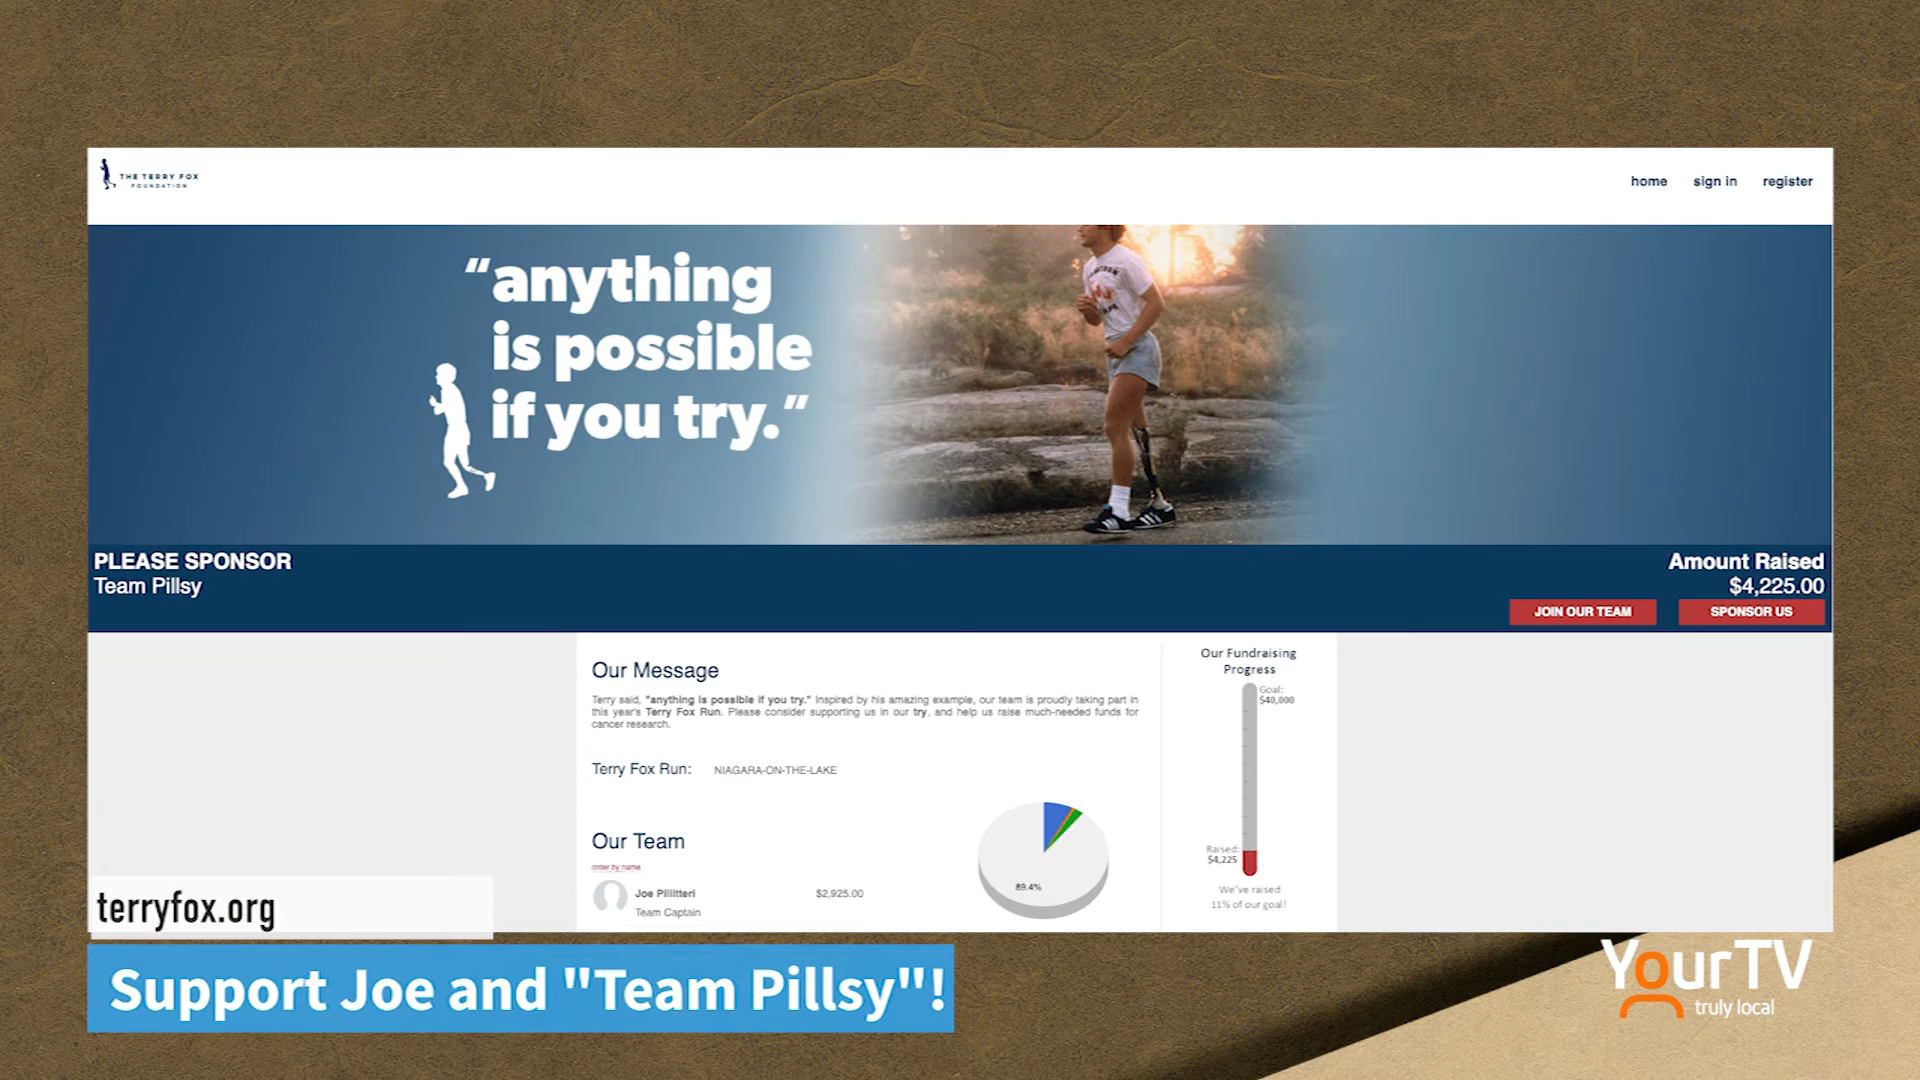 THE TERRY FOX
FOUNDATION
home sign in register
“anything
is possible
if you try.”
PLEASE SPONSOR
Team Pillsy
Amount Raised
$4,225.00
JOIN OUR TEAM SPONSOR US
Our Message
Terry said, "anything is possible if you try." Inspired by his amazing example, our team is proudly taking part in
this year's Terry Fox Run. Please consider supporting us in our try, and help us raise much-needed funds for
cancer research.
Terry Fox Run: NIAGARA-ON-THE-LAKE
Our Team
order by name
Joe Pillitteri $2,925.00
Team Captain
89.4%
Our Fundraising
Progress
Goal:
$40,000
Raised:
$4,225
We've raised
11% of our goal!
terryfox.org
Support Joe and "Team Pillsy"!
YourTV
truly local